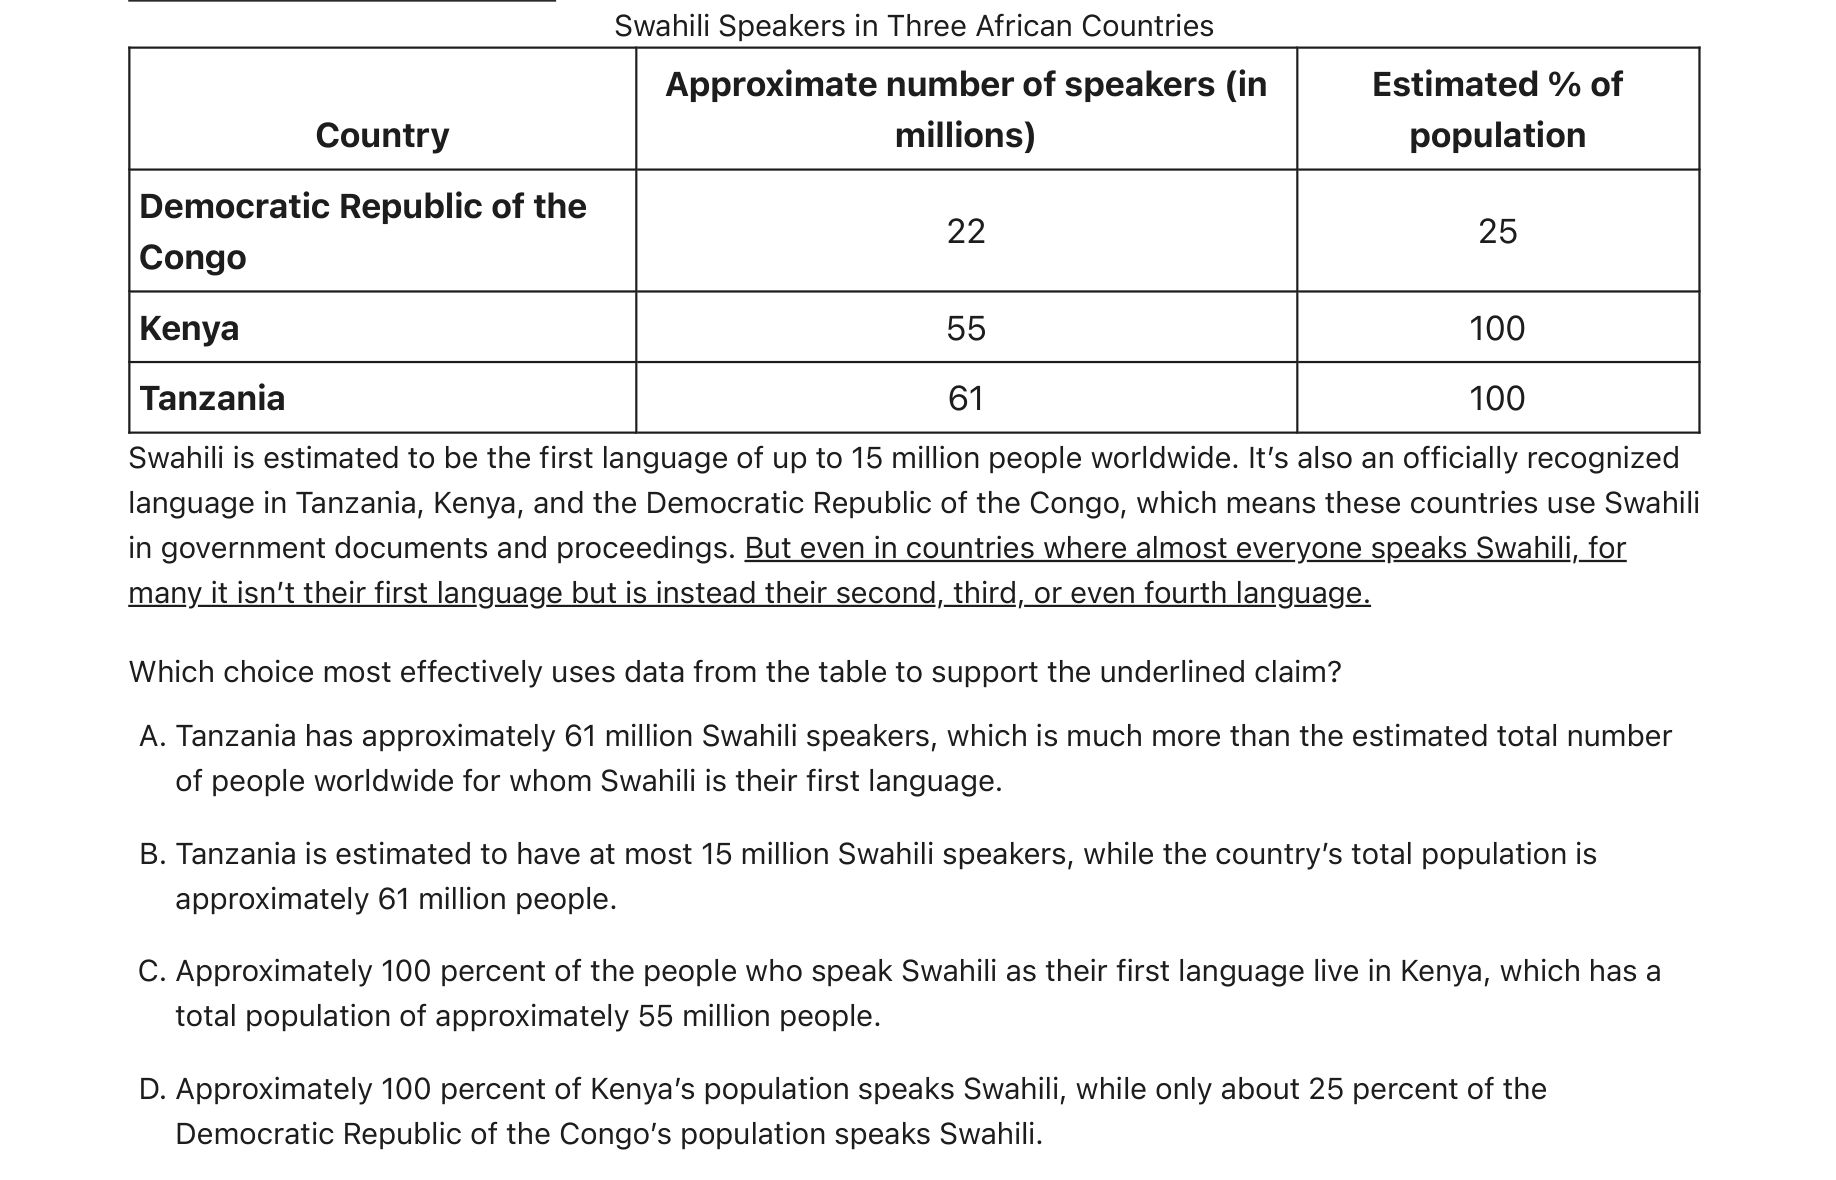 Swahili Speakers in Three African Countries
Country
Approximate number of speakers (in
millions)
Estimated % of
population
Democratic Republic of the
Congo
22
25
Kenya
55
100
Tanzania
61
100
Swahili is estimated to be the first language of up to 15 million people worldwide. It’s also an officially recognized
language in Tanzania, Kenya, and the Democratic Republic of the Congo, which means these countries use Swahili
in government documents and proceedings. But even in countries where almost everyone speaks Swahili, for
many it isn’t their first language but is instead their second, third, or even fourth language.
Which choice most effectively uses data from the table to support the underlined claim?
A. Tanzania has approximately 61 million Swahili speakers, which is much more than the estimated total number
of people worldwide for whom Swahili is their first language.
B. Tanzania is estimated to have at most 15 million Swahili speakers, while the country’s total population is
approximately 61 million people.
C. Approximately 100 percent of the people who speak Swahili as their first language live in Kenya, which has a
total population of approximately 55 million people.
D. Approximately 100 percent of Kenya’s population speaks Swahili, while only about 25 percent of the
Democratic Republic of the Congo’s population speaks Swahili.